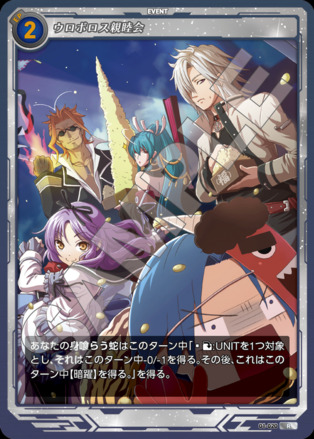 EVENT
2
ウロボロス親睦会
あなたの身喰らう蛇はこのターン中「・:UNITを1つ対象
とし、それはこのターン中-0/-1を得る。その後、これはこの
ターン中【暗躍】を得る。」を得る。